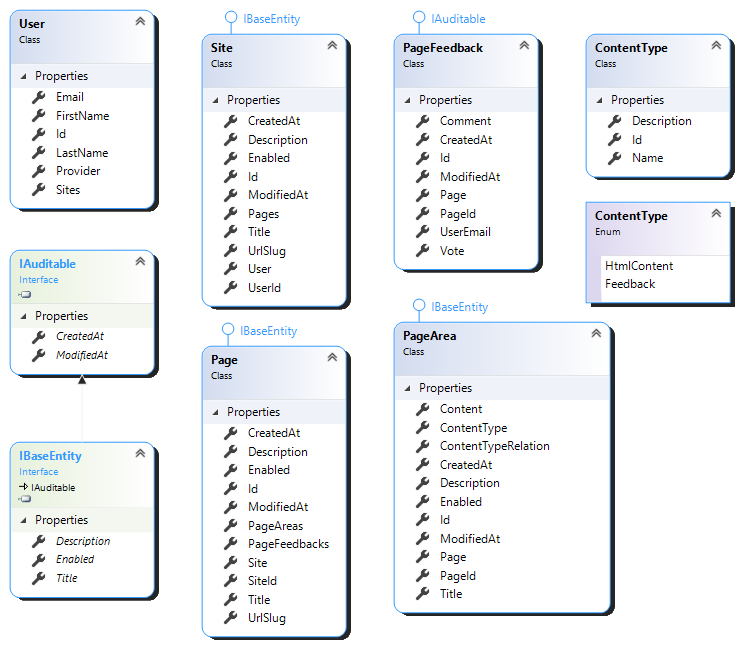 User
Class
Properties
Email
FirstName
Id
LastName
Provider
Sites
IAuditable
Interface
Properties
CreatedAt
ModifiedAt
IBaseEntity
Interface
IAuditable
Properties
Description
Enabled
Title
IBaseEntity
Site
Class
Properties
CreatedAt
Description
Enabled
Id
ModifiedAt
Pages
Title
UrlSlug
User
UserId
IBaseEntity
Page
Class
Properties
CreatedAt
Description
Enabled
Id
ModifiedAt
PageAreas
PageFeedbacks
Site
SiteId
Title
UrlSlug
IAuditable
PageFeedback
Class
Properties
Comment
CreatedAt
Id
ModifiedAt
Page
PageId
UserEmail
Vote
IBaseEntity
PageArea
Class
Properties
Content
ContentType
ContentTypeRelation
CreatedAt
Description
Enabled
Id
ModifiedAt
Page
PageId
Title
ContentType
Class
Properties
Description
Id
Name
ContentType
Enum
HtmlContent
Feedback